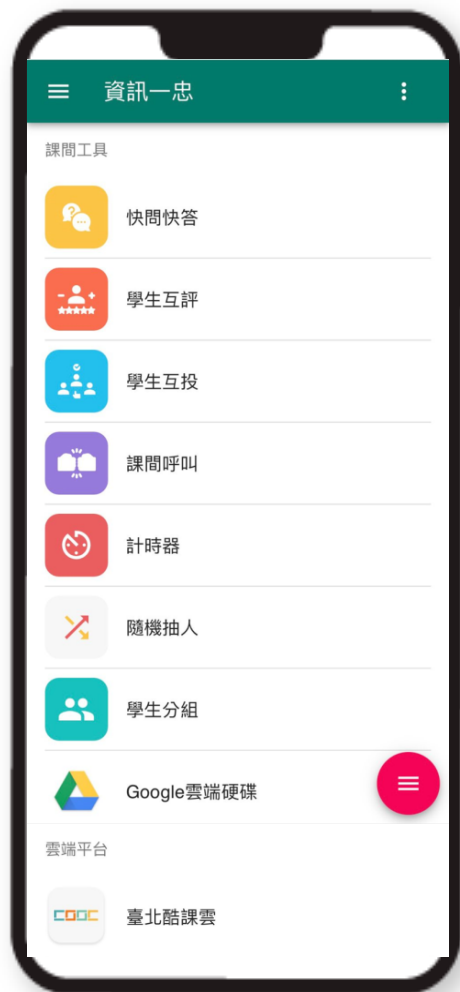 資訊一忠
課間工具
快問快答
學生互評
學生互投
課間呼叫
計時器
隨機抽人
學生分組
Google雲端硬碟
雲端平台
COOC
臺北酷課雲